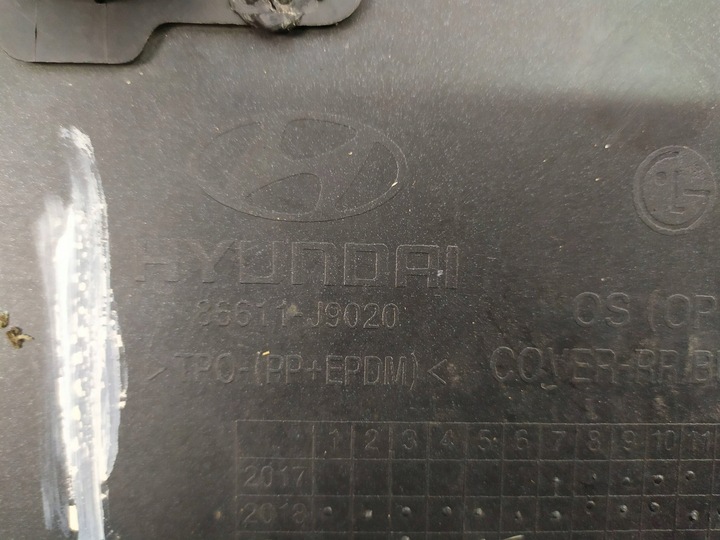 HYUNDAI
86611-J9020
OS (OP
>TPO-(PP+EPDM)<
COVER-RR B
1 2 3 4 5 6 7 8 9 10 11
2017
2018